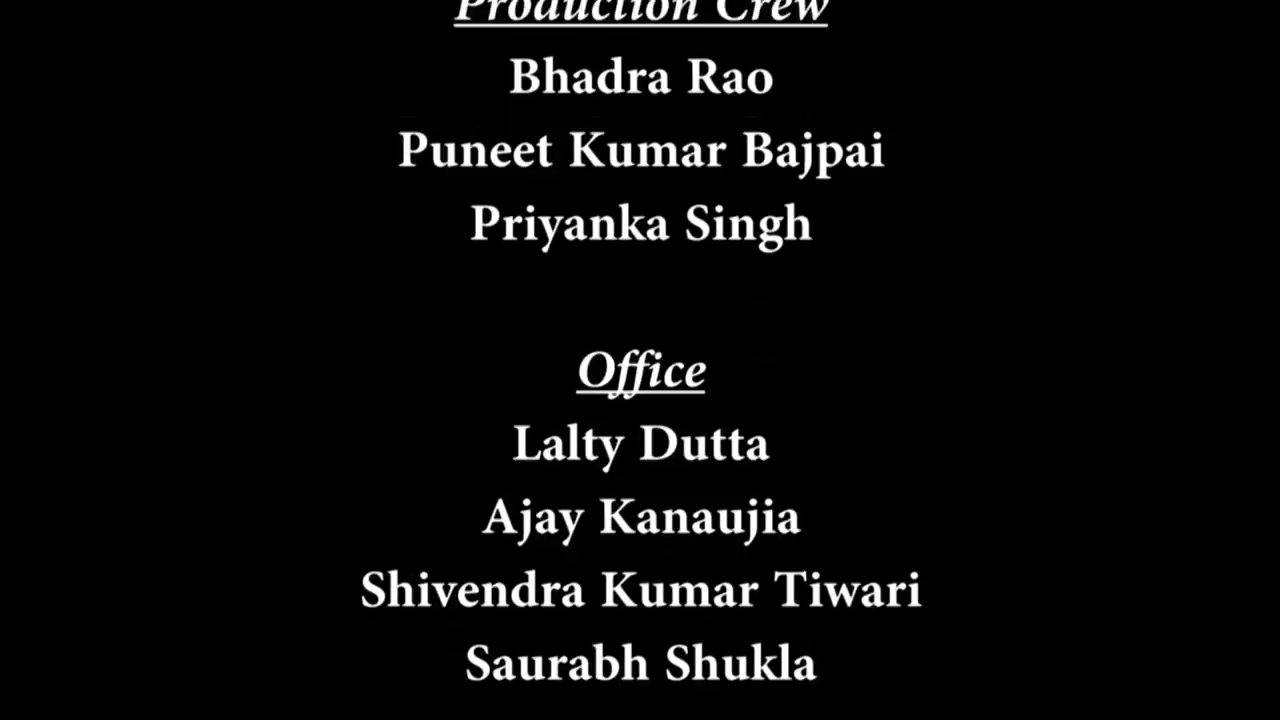 Production Crew
Bhadra Rao
Puneet Kumar Bajpai
Priyanka Singh
Office
Lalty Dutta
Ajay Kanaujia
Shivendra Kumar Tiwari
Saurabh Shukla